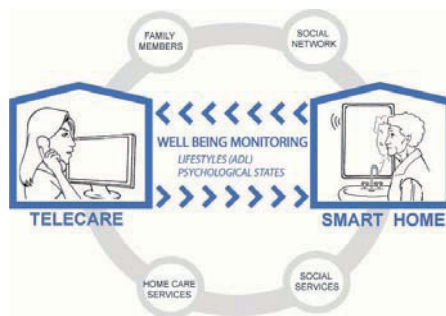 FAMILY
MEMBERS
SOCIAL
NETWORK
WELL BEING MONITORING
LIFESTYLES (ADL)
PSYCHOLOGICAL STATES
TELECARE
SMART HOME
HOME CARE
SERVICES
SOCIAL
SERVICES